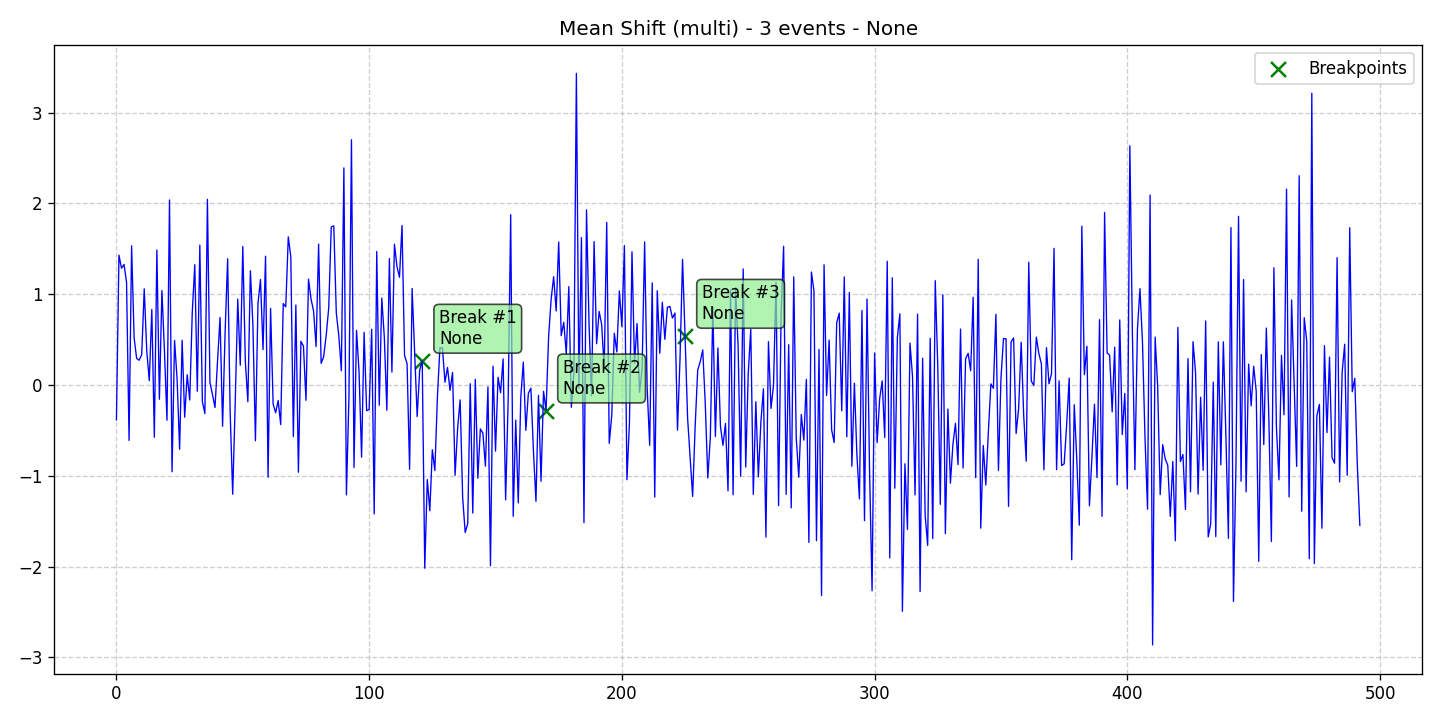 Mean Shift (multi) - 3 events - None
Breakpoints
3
2
1
0
−1
−2
−3
Break #1
None
Break #2
None
Break #3
None
0
100
200
300
400
500